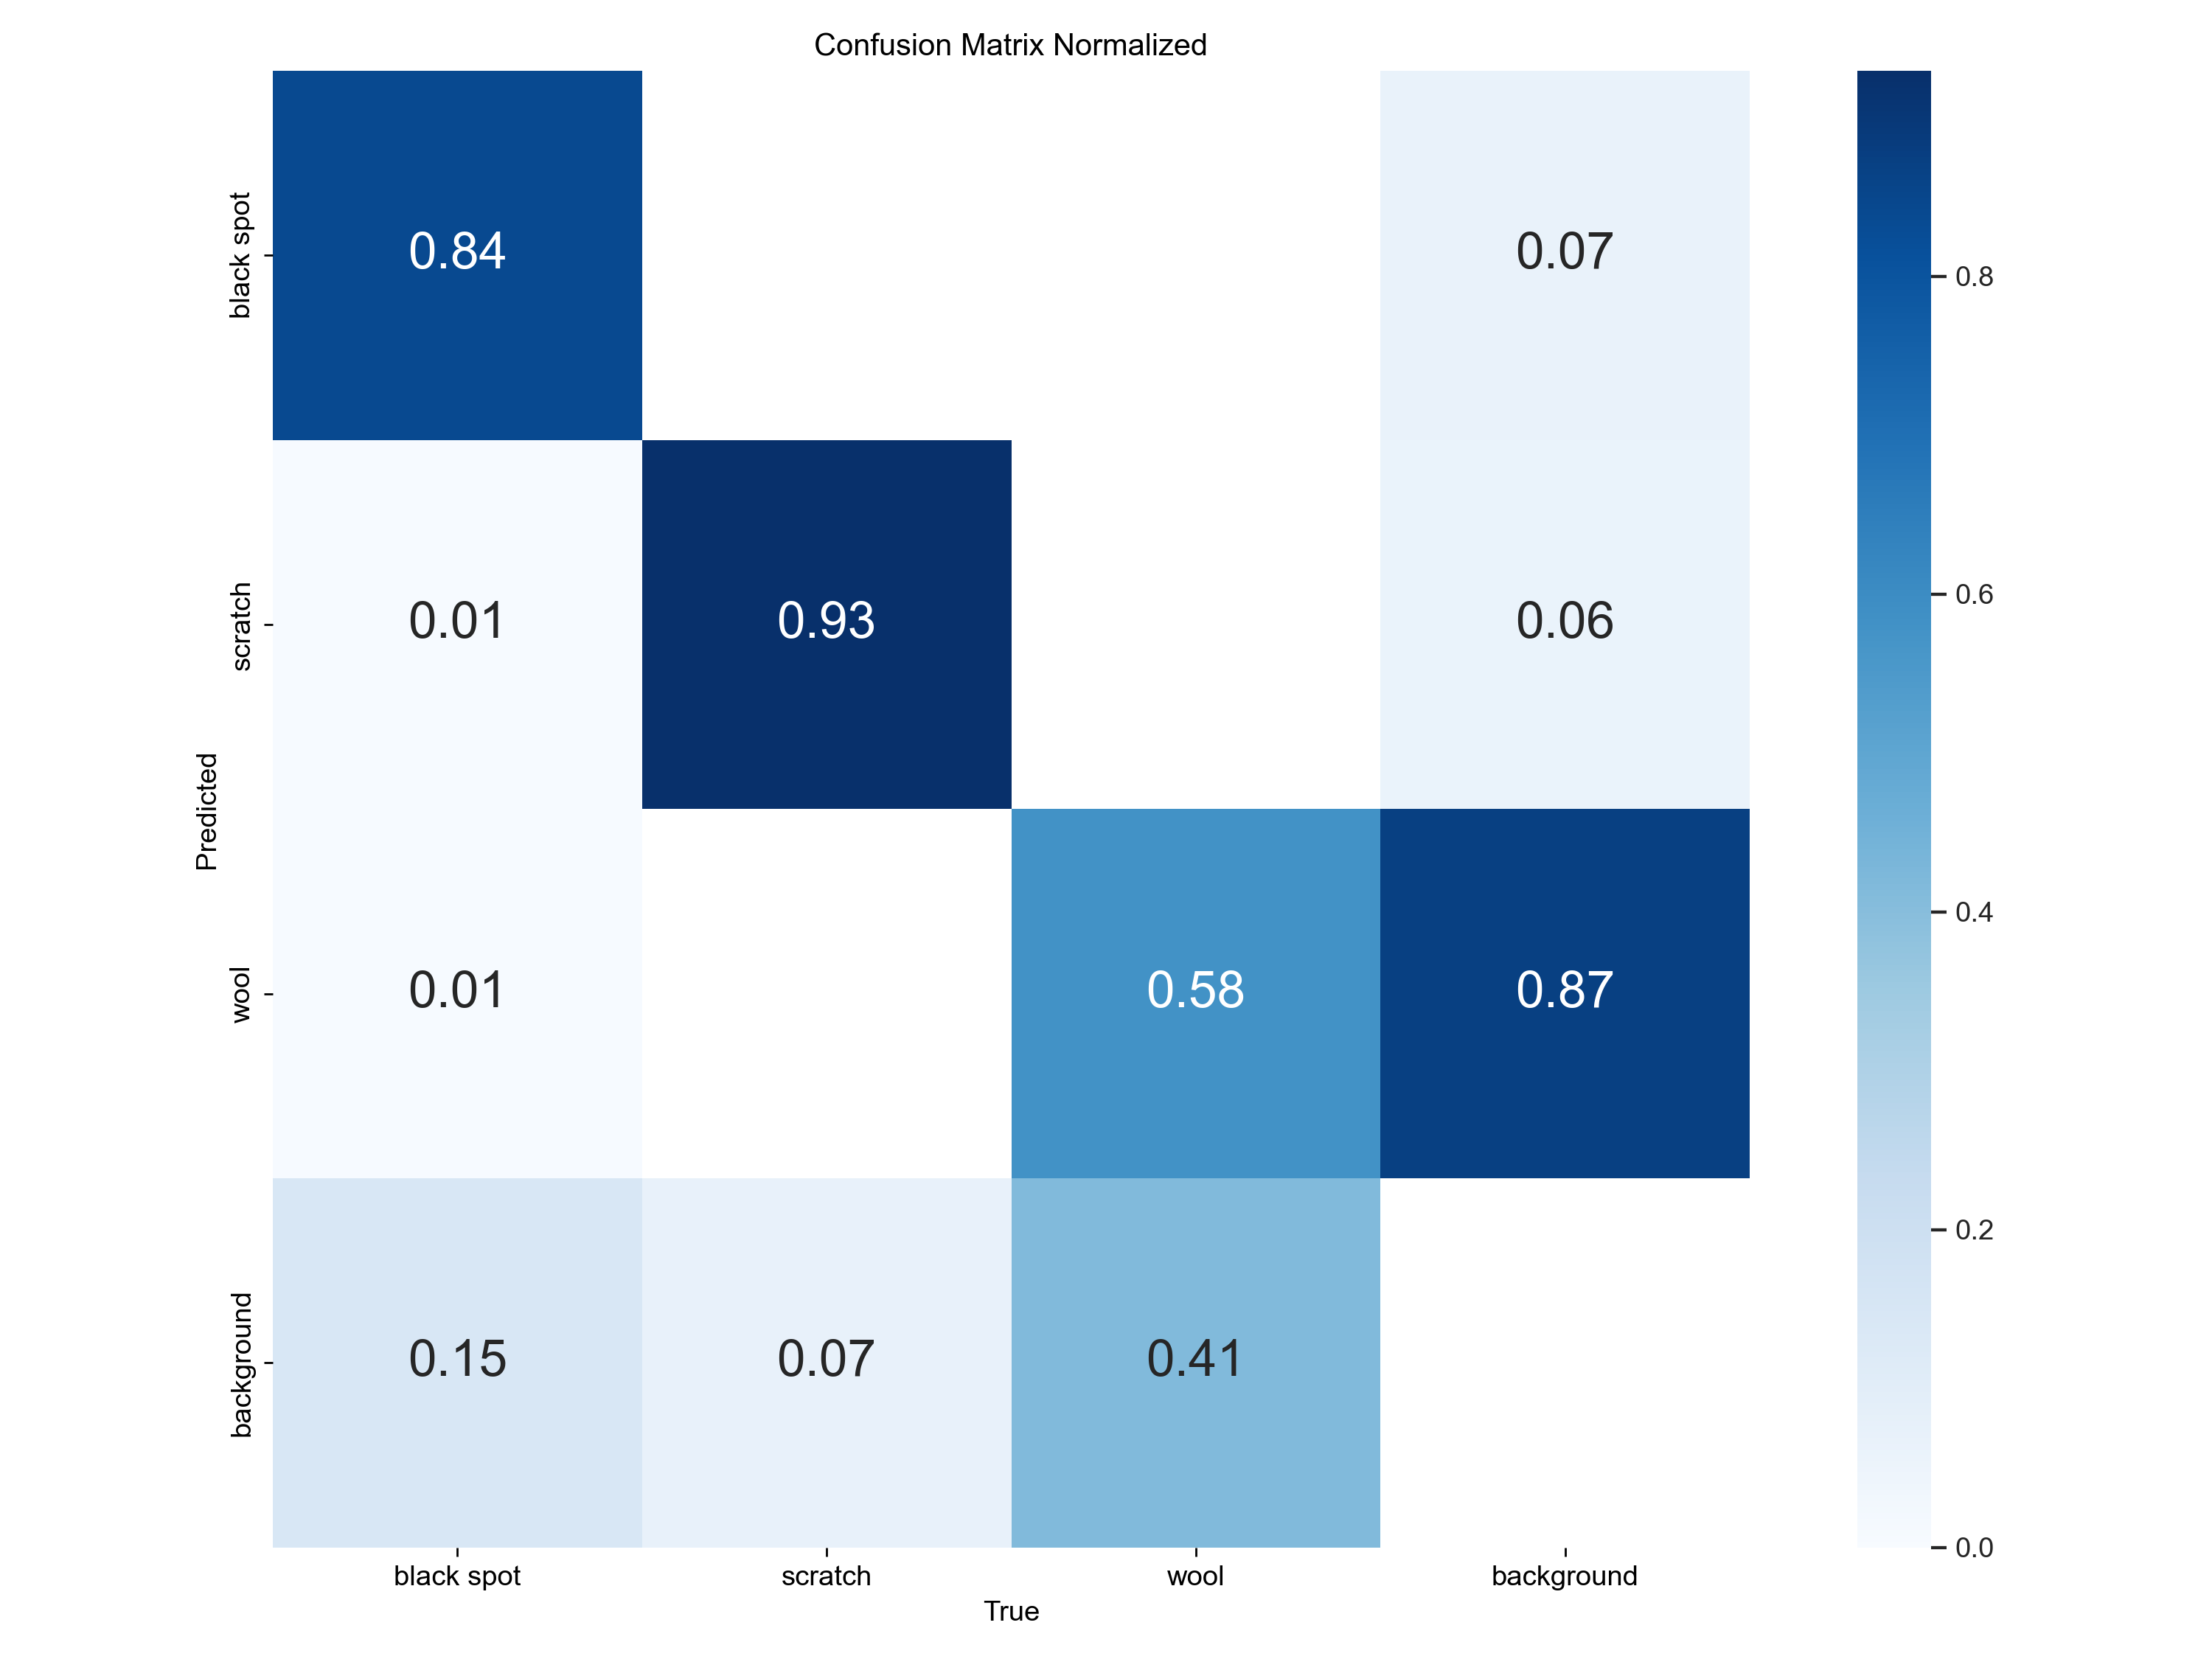 Confusion Matrix Normalized
black spot
0.84
0.07
0.8
scratch
0.01
0.93
0.06
0.6
Predicted
0.4
wool
0.01
0.58
0.87
0.2
background
0.15
0.07
0.41
0.0
black spot
scratch
wool
background
True